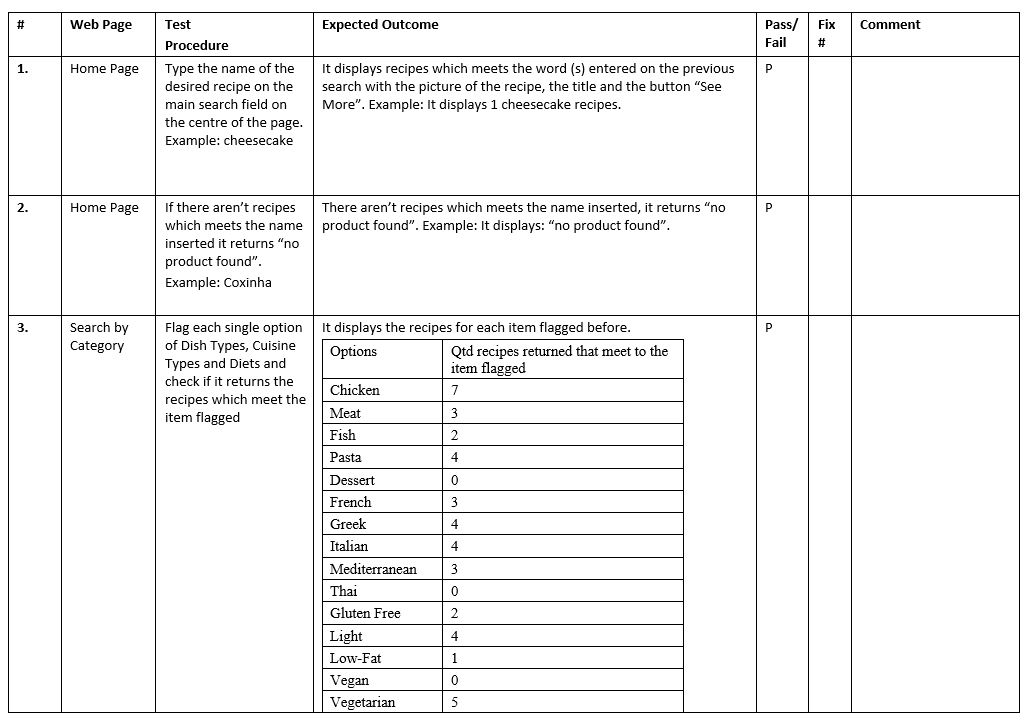 # Web Page Test Procedure Expected Outcome Pass/ Fail Fix # Comment
1. Home Page
Type the name of the
desired recipe on the
main search field on
the centre of the page.
Example: cheesecake
It displays recipes which meets the word (s) entered on the previous
search with the picture of the recipe, the title and the button “See
More”. Example: It displays 1 cheesecake recipes.
P
2. Home Page
If there aren’t recipes
which meets the name
inserted it returns “no
product found”.
Example: Coxinha
There aren’t recipes which meets the name inserted, it returns “no
product found”. Example: It displays: “no product found”.
P
3. Search by
Category
Flag each single option
of Dish Types, Cuisine
Types and Diets and
check if it returns the
recipes which meet the
item flagged
It displays the recipes for each item flagged before.
Options Qtd recipes returned that meet to the
item flagged
Chicken 7
Meat 3
Fish 2
Pasta 4
Dessert 0
French 3
Greek 4
Italian 4
Mediterranean 3
Thai 0
Gluten Free 2
Light 4
Low-Fat 1
Vegan 0
Vegetarian 5
P